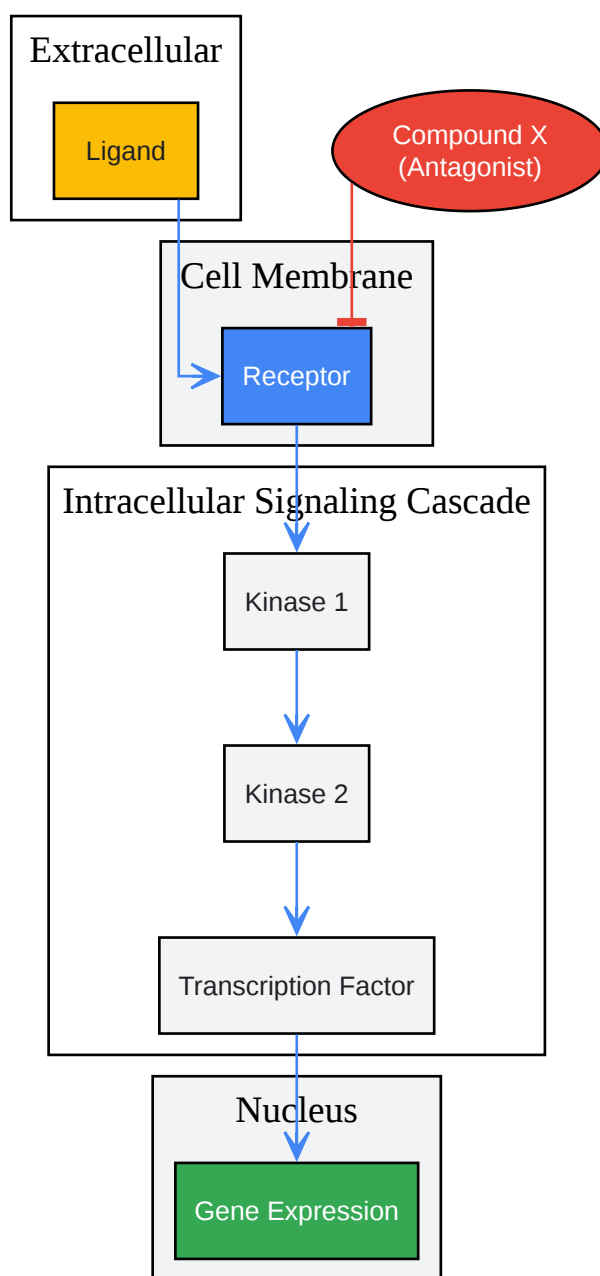 Extracellular
Ligand
Compound X
(Antagonist)
Cell Membrane
Receptor
Intracellular Signaling Cascade
Kinase 1
Kinase 2
Transcription Factor
Nucleus
Gene Expression